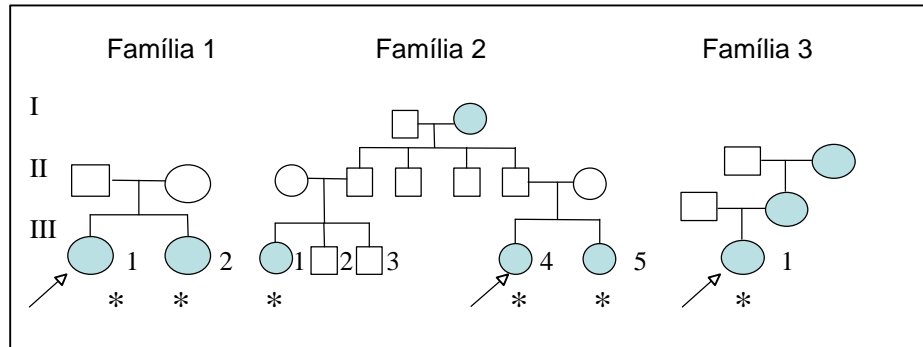 Família 1 Família 2 Família 3
I
II
III
1 2 1 2 3 4 5 1
* * * * * *